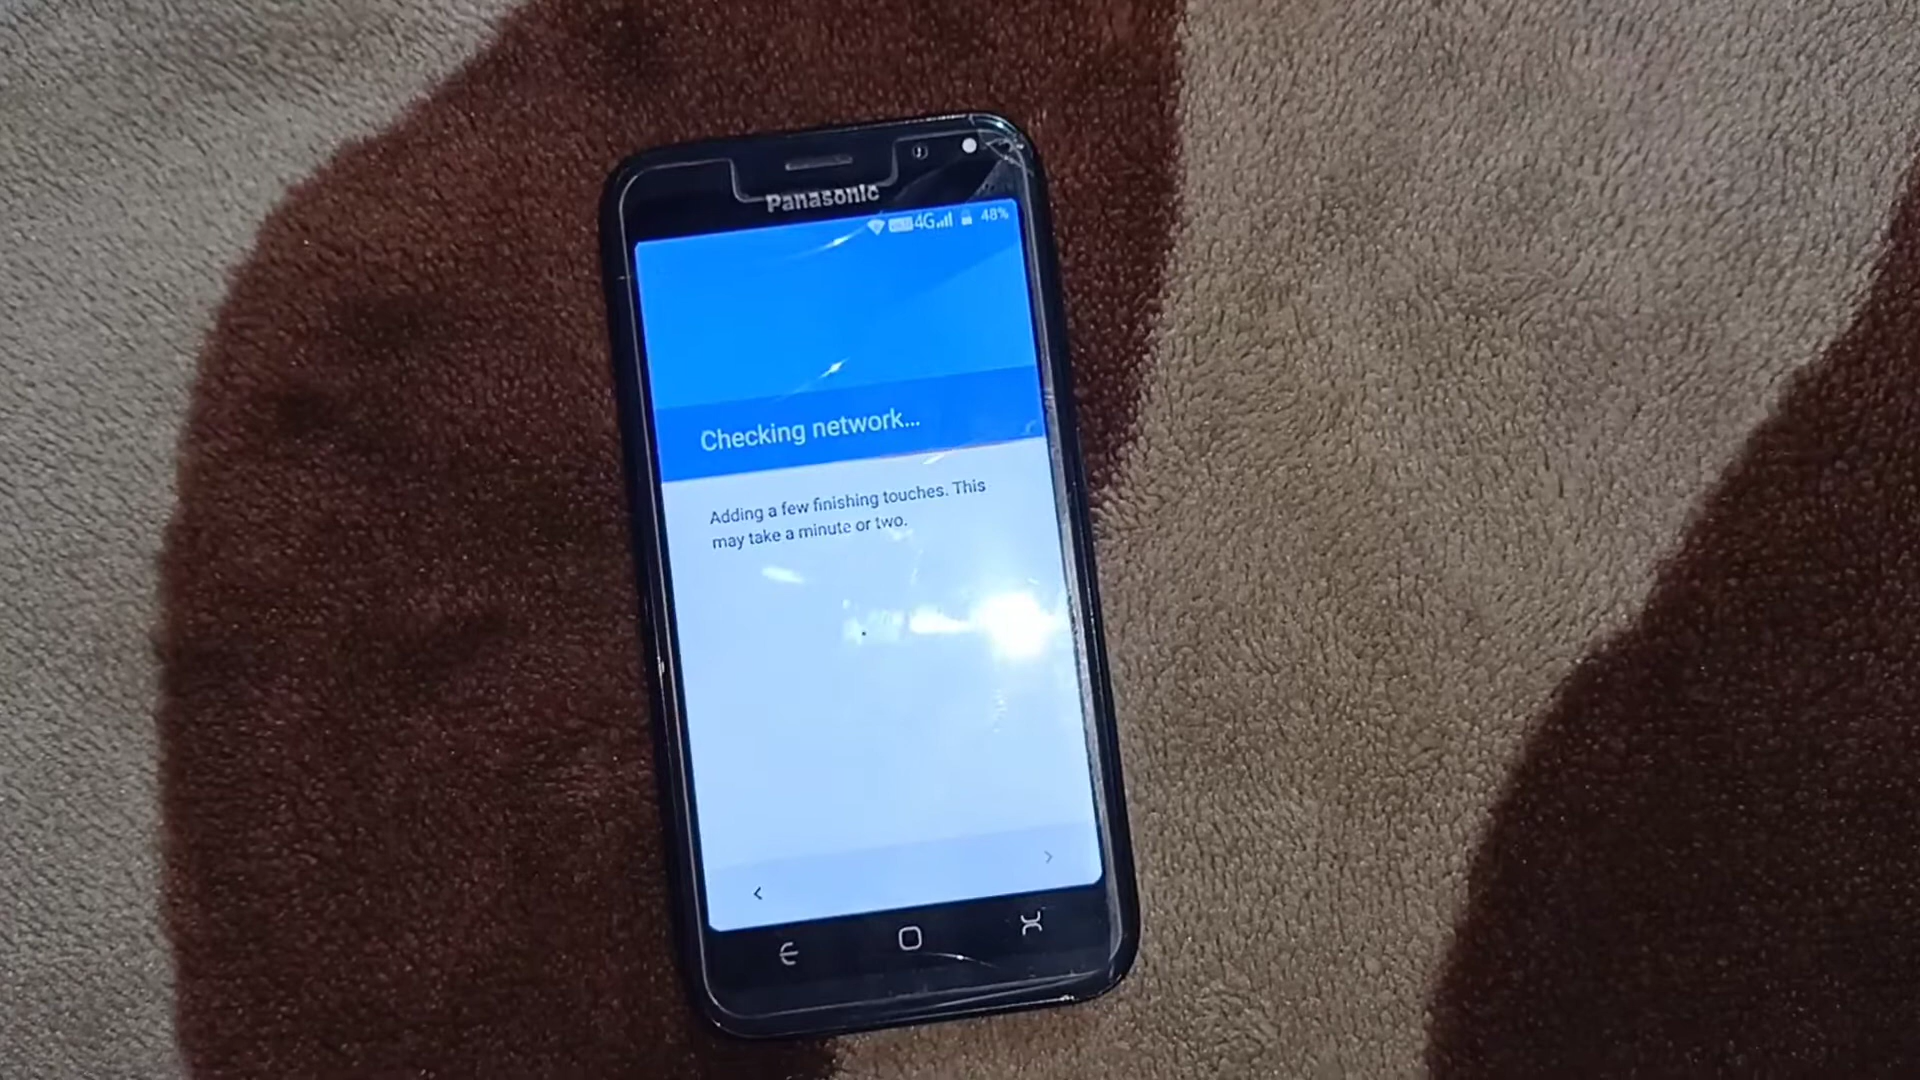 Panasonic
4G 48%
Checking network...
Adding a few finishing touches. This
may take a minute or two.